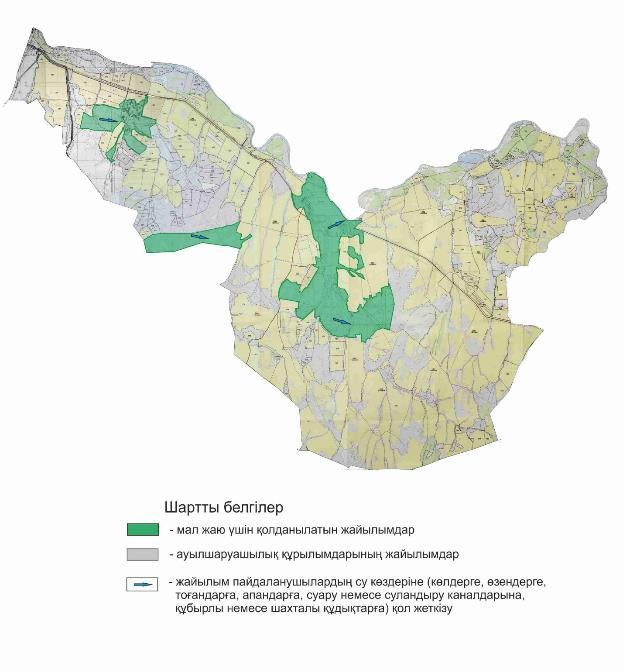 Шартты белгілер
- мал жаю үшін қолданылатын жайылымдар
- ауылшаруашылық құрылымдарының жайылымдар
- жайылым пайдаланушылардың су көздеріне (көлдерге, өзендерге,
тоғандарға, апандарға, суару немесе суландыру каналдарына,
құбырлы немесе шахталы құдықтарға) қол жеткізу